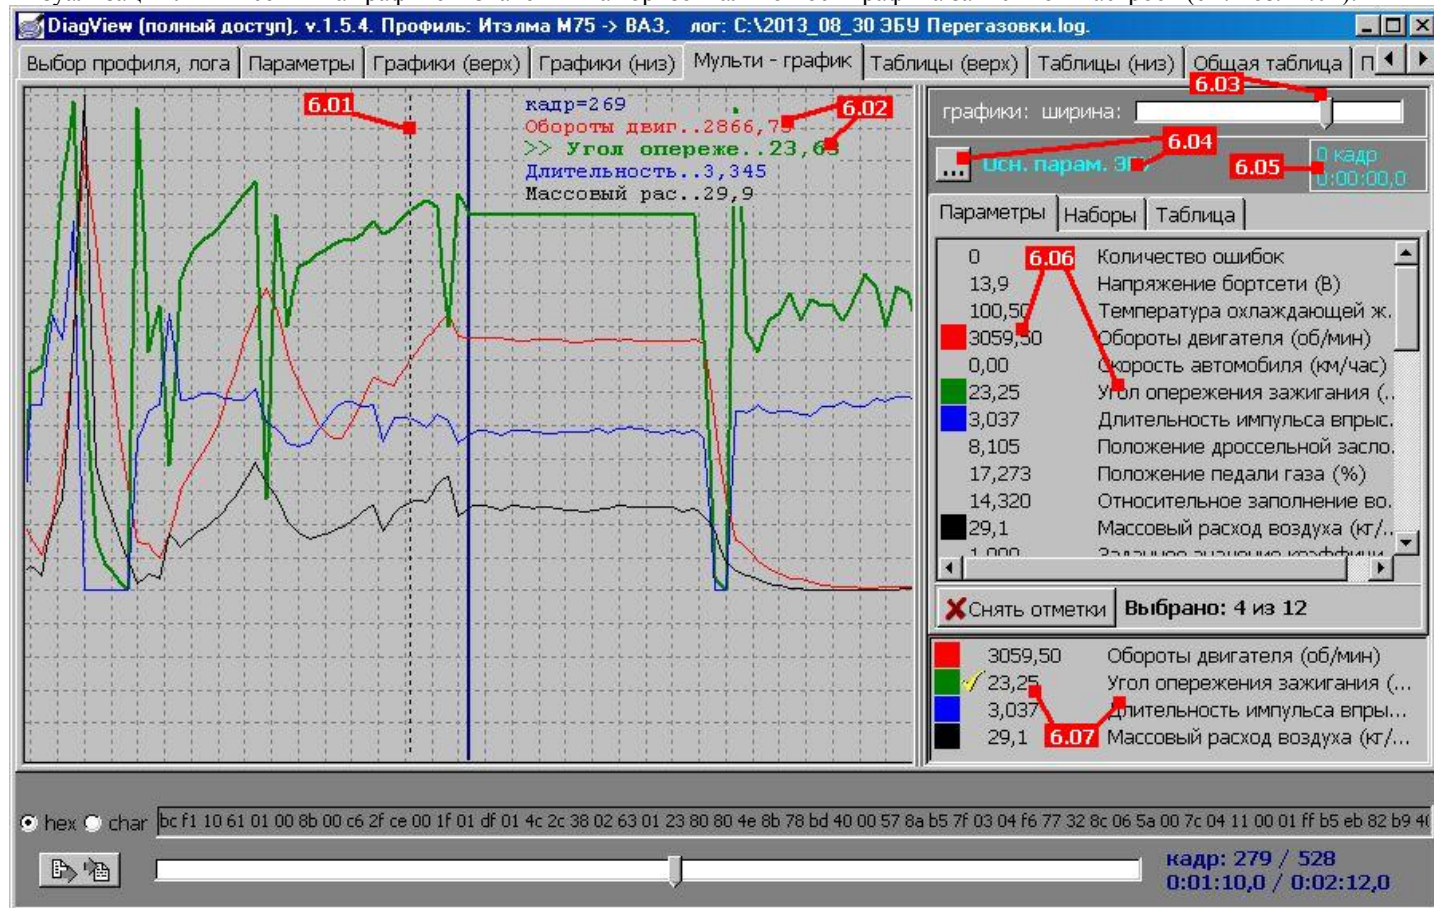 DiagView (полный доступ), v.1.5.4. Профиль: Итэлма М75 -> ВАЗ, лог: C:\2013_08_30 ЭБУ Перегазовки.log.
Выбор профиля, лога Параметры Графики (верх) Графики (низ) Мульти - график Таблицы (верх) Таблицы (низ) Общая таблица П
6.01
кадр=269
Обороты двиг..2866,75
>> Угол опереже..23,63
Длительность..3,345
Массовый рас..29,9
6.02
6.03
графики: ширина:
6.04
... Осн. парам.
6.05
0 кадр
0:00:00,0
Параметры Наборы Таблица
6.06
0 Количество ошибок
13,9 Напряжение бортсети (В)
100,50 Температура охлаждающей ж.
3059,50 Обороты двигателя (об/мин)
0,00 Скорость автомобиля (км/час)
23,25 Угол опережения зажигания (..
3,037 Длительность импульса впрыс.
8,105 Положение дроссельной засло.
17,273 Положение педали газа (%)
14,320 Относительное заполнение во.
29,1 Массовый расход воздуха (кг/..
1,000 Заданное значение коэффици
Снять отметки Выбрано: 4 из 12
3059,50 Обороты двигателя (об/мин)
23,25 Угол опережения зажигания (...
3,037 Длительность импульса впры...
29,1 Массовый расход воздуха (кг/...
6.07
hex char bc f1 10 61 01 00 8b 00 c6 2f ce 00 1f 01 df 01 4c 2c 38 02 63 01 23 80 80 4e 8b 78 bd 40 00 57 8a b5 7f 03 04 f6 77 32 8c 06 5a 00 7c 04 11 00 01 ff b5 eb 82 b9 40
кадр: 279 / 528
0:01:10,0 / 0:02:12,0